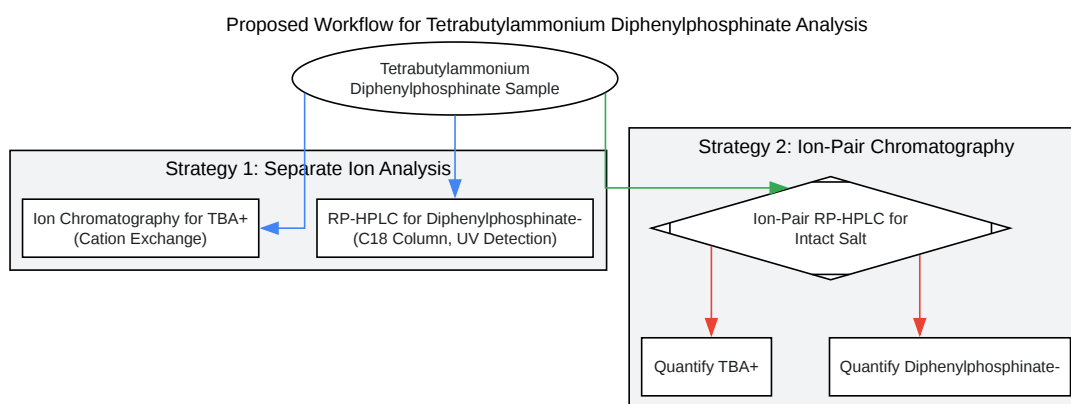 Proposed Workflow for Tetrabutylammonium Diphenylphosphinate Analysis
Tetrabutylammonium
Diphenylphosphinate Sample
Strategy 1: Separate Ion Analysis
Ion Chromatography for TBA+
(Cation Exchange)
RP-HPLC for Diphenylphosphinate-
(C18 Column, UV Detection)
Strategy 2: Ion-Pair Chromatography
Ion-Pair RP-HPLC for
Intact Salt
Quantify TBA+
Quantify Diphenylphosphinate-